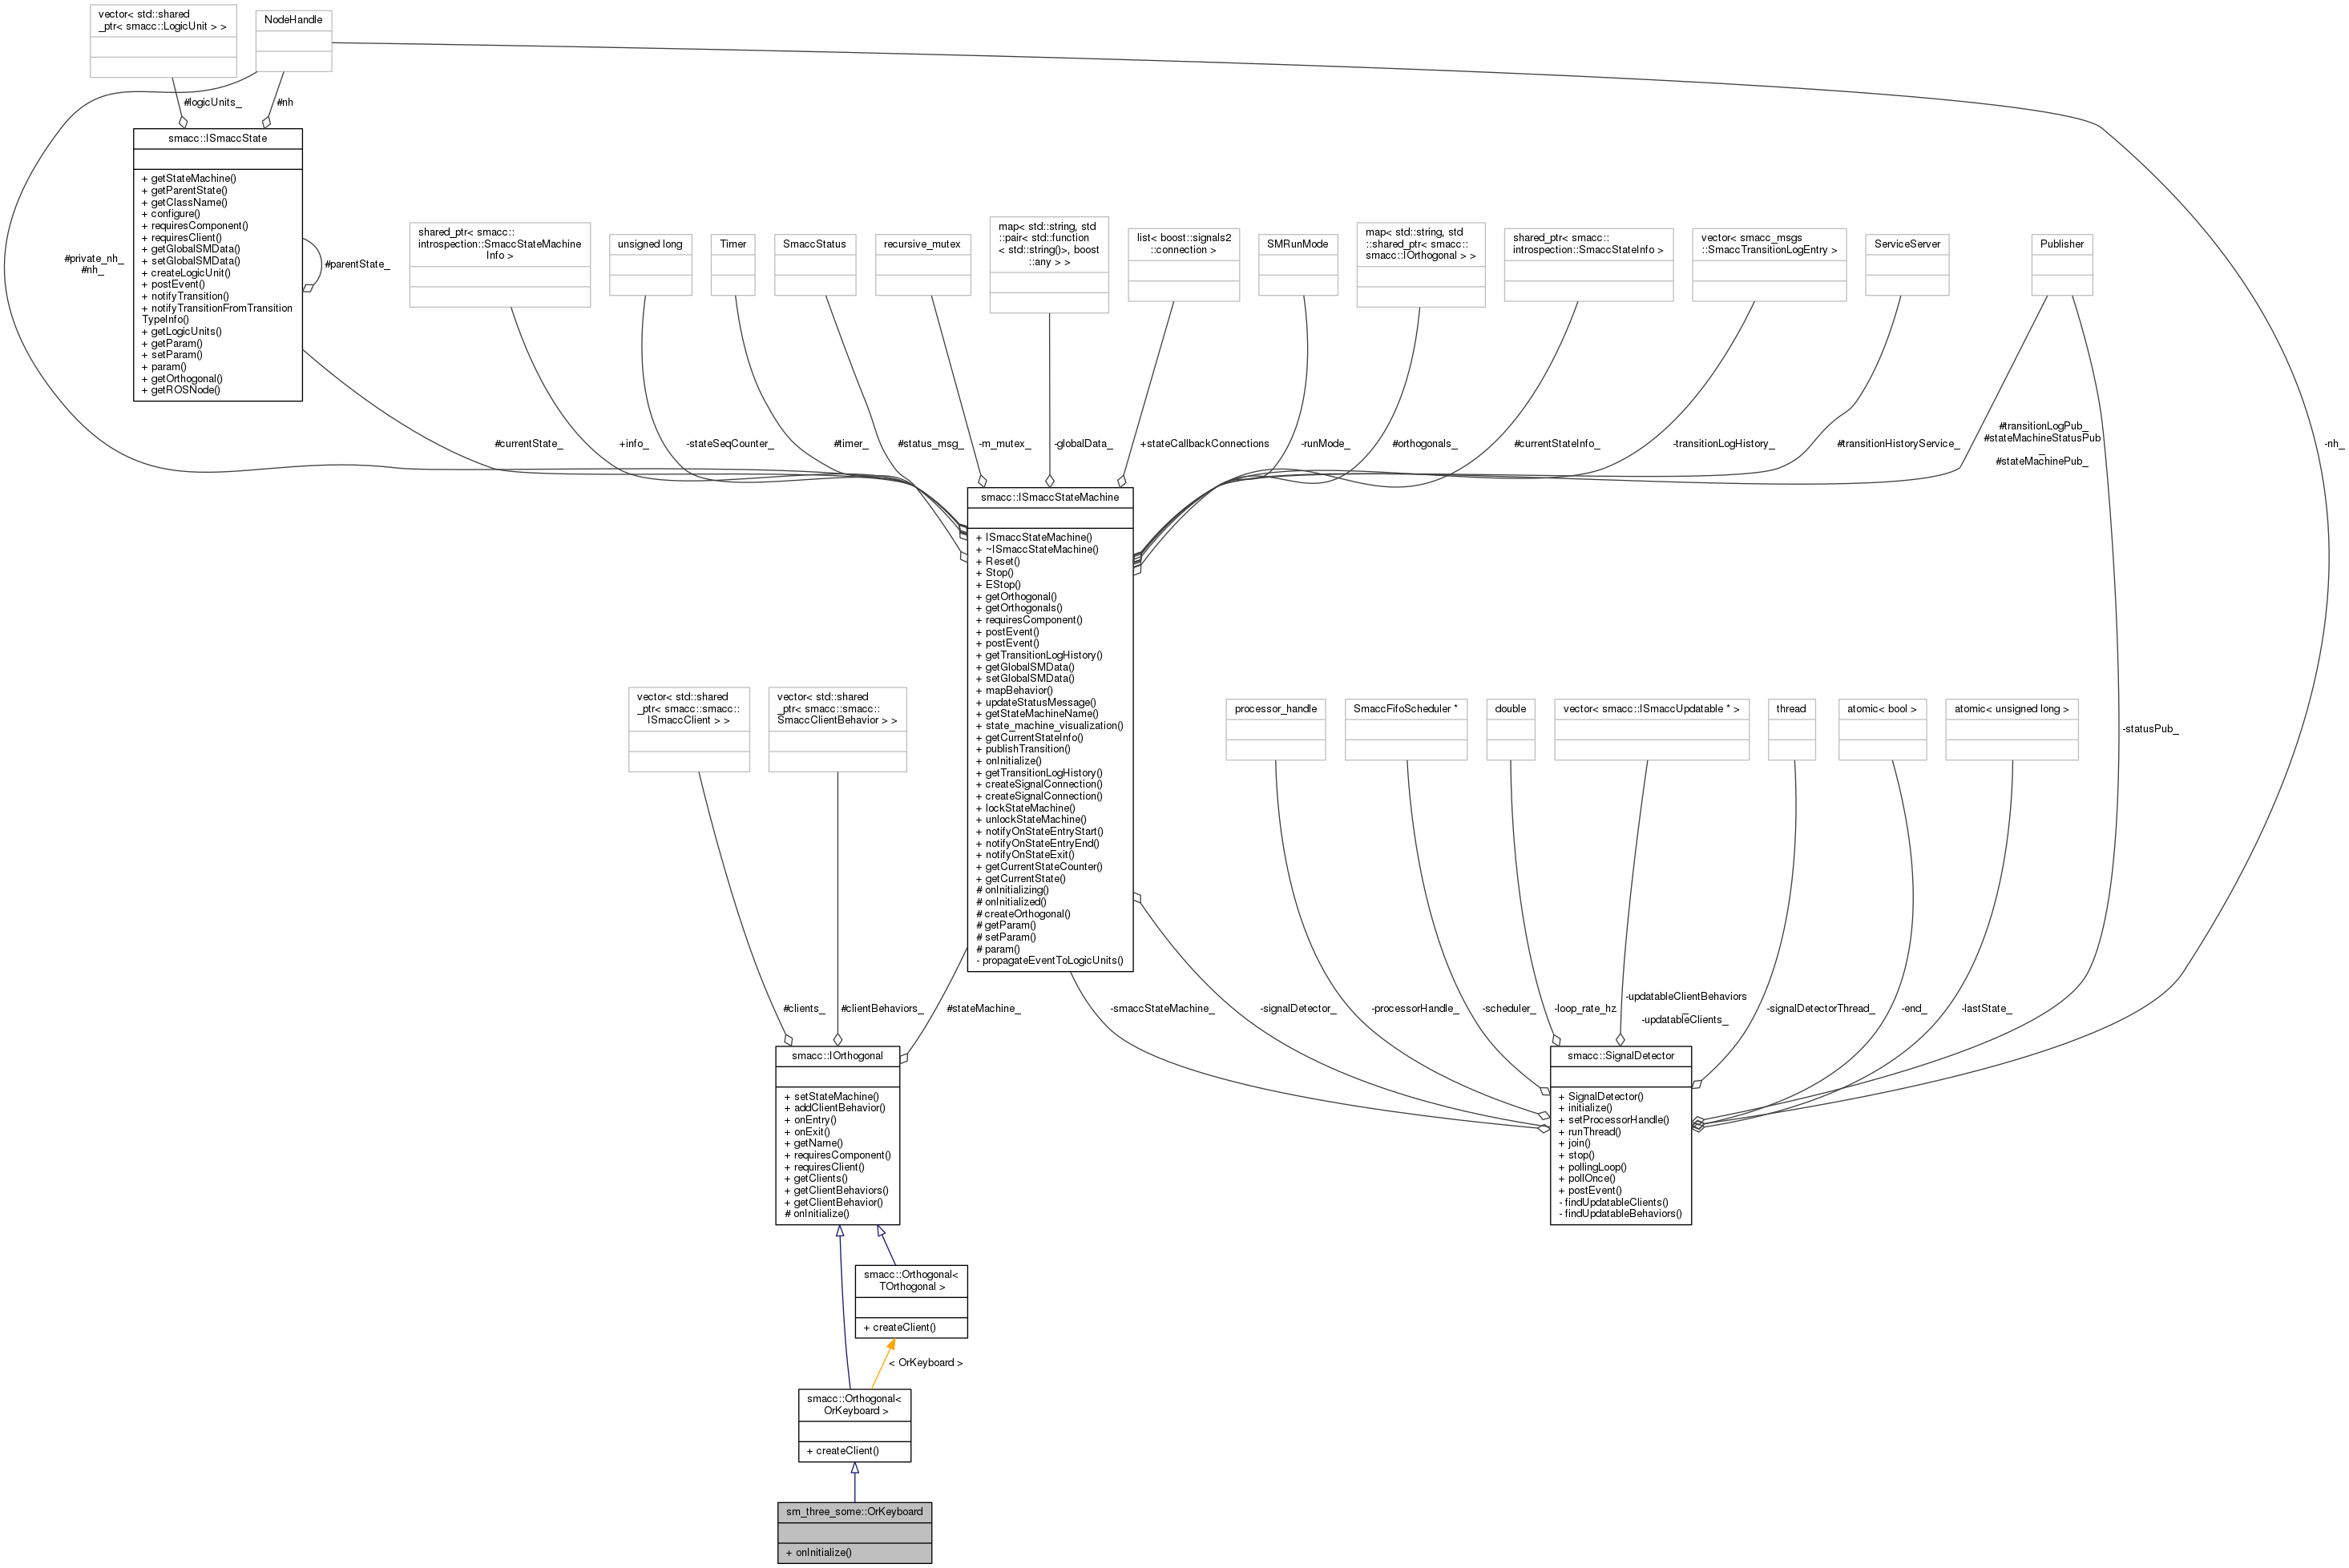 vector< std::shared
_ptr< smacc::LogicUnit > >
NodeHandle
#logicUnits_
#nh
smacc::ISmaccState
+ getStateMachine()
+ getParentState()
+ getClassName()
+ configure()
+ requiresComponent()
+ requiresClient()
+ getGlobalSMData()
+ setGlobalSMData()
+ createLogicUnit()
+ postEvent()
+ notifyTransition()
+ notifyTransitionFromTransition
TypeInfo()
+ getLogicUnits()
+ getParam()
+ setParam()
+ param()
+ getOrthogonal()
+ getROSNode()
#private_nh_
#nh_
#parentState_
shared_ptr< smacc::
introspection::SmaccStateMachine
Info >
unsigned long
Timer
SmaccStatus
recursive_mutex
map< std::string, std
::pair< std::function
< std::string()>, boost
::any > >
list< boost::signals2
::connection >
SMRunMode
map< std::string, std
::shared_ptr< smacc::
smacc::IOrthogonal > >
shared_ptr< smacc::
introspection::SmaccStateInfo >
vector< smacc_msgs
::SmaccTransitionLogEntry >
ServiceServer
Publisher
#currentState_
+info_
-stateSeqCounter_
#timer_
#status_msg_
-m_mutex_
-globalData_
+stateCallbackConnections
-runMode_
#orthogonals_
#currentStateInfo_
-transitionLogHistory_
#transitionHistoryService_
#transitionLogPub_
#stateMachineStatusPub
_
#stateMachinePub_
-nh_
smacc::ISmaccStateMachine
+ ISmaccStateMachine()
+ ~ISmaccStateMachine()
+ Reset()
+ Stop()
+ EStop()
+ getOrthogonal()
+ getOrthogonals()
+ requiresComponent()
+ postEvent()
+ postEvent()
+ getTransitionLogHistory()
+ getGlobalSMData()
+ setGlobalSMData()
+ mapBehavior()
+ updateStatusMessage()
+ getStateMachineName()
+ state_machine_visualization()
+ getCurrentStateInfo()
+ publishTransition()
+ onInitialize()
+ getTransitionLogHistory()
+ createSignalConnection()
+ createSignalConnection()
+ lockStateMachine()
+ unlockStateMachine()
+ notifyOnStateEntryStart()
+ notifyOnStateEntryEnd()
+ notifyOnStateExit()
+ getCurrentStateCounter()
+ getCurrentState()
# onInitializing()
# onInitialized()
# createOrthogonal()
# getParam()
# setParam()
# param()
- propagateEventToLogicUnits()
vector< std::shared
_ptr< smacc::smacc::
ISmaccClient > >
vector< std::shared
_ptr< smacc::smacc::
SmaccClientBehavior > >
processor_handle
SmaccFifoScheduler *
double
vector< smacc::ISmaccUpdatable * >
thread
atomic< bool >
atomic< unsigned long >
-statusPub_
#clients_
#clientBehaviors_
#stateMachine_
-smaccStateMachine_
-signalDetector_
-processorHandle_
-scheduler_
-loop_rate_hz
-updatableClientBehaviors
_
-updatableClients_
-signalDetectorThread_
-end_
-lastState_
smacc::IOrthogonal
+ setStateMachine()
+ addClientBehavior()
+ onEntry()
+ onExit()
+ getName()
+ requiresComponent()
+ requiresClient()
+ getClients()
+ getClientBehaviors()
+ getClientBehavior()
# onInitialize()
smacc::SignalDetector
+ SignalDetector()
+ initialize()
+ setProcessorHandle()
+ runThread()
+ join()
+ stop()
+ pollingLoop()
+ pollOnce()
+ postEvent()
- findUpdatableClients()
- findUpdatableBehaviors()
smacc::Orthogonal<
TOrthogonal >
+ createClient()
< OrKeyboard >
smacc::Orthogonal<
OrKeyboard >
+ createClient()
sm_three_some::OrKeyboard
+ onInitialize()